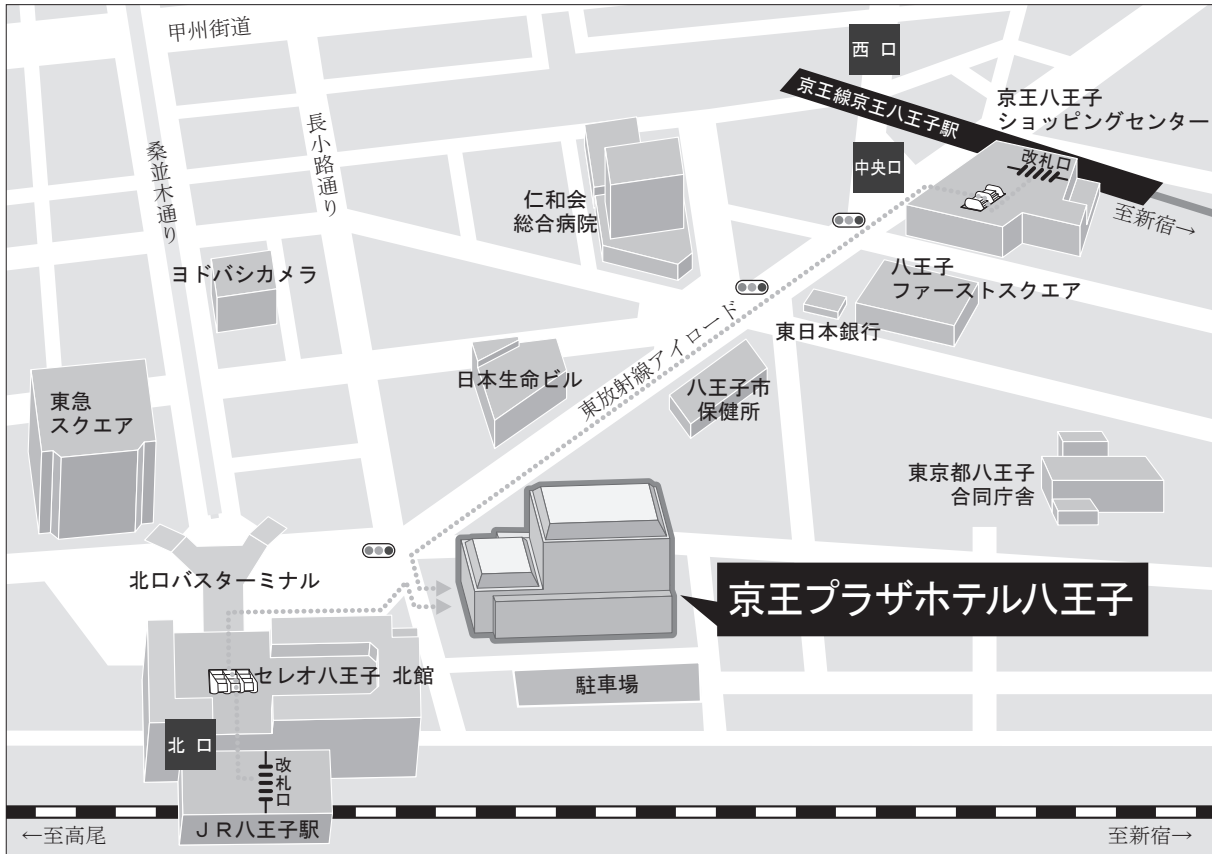 甲州街道
西口
京王線京王八王子駅
京王八王子
ショッピングセンター
改札口
中央口
至新宿→
長小路通り
桑並木通り
仁和会
総合病院
ヨドバシカメラ
八王子
ファーストスクエア
東日本銀行
東放射線アイロード
日本生命ビル
八王子市
保健所
東急
スクエア
東京都八王子
合同庁舎
北口バスターミナル
京王プラザホテル八王子
セレオ八王子 北館
駐車場
北口
改札口
JR八王子駅
←至高尾
至新宿→